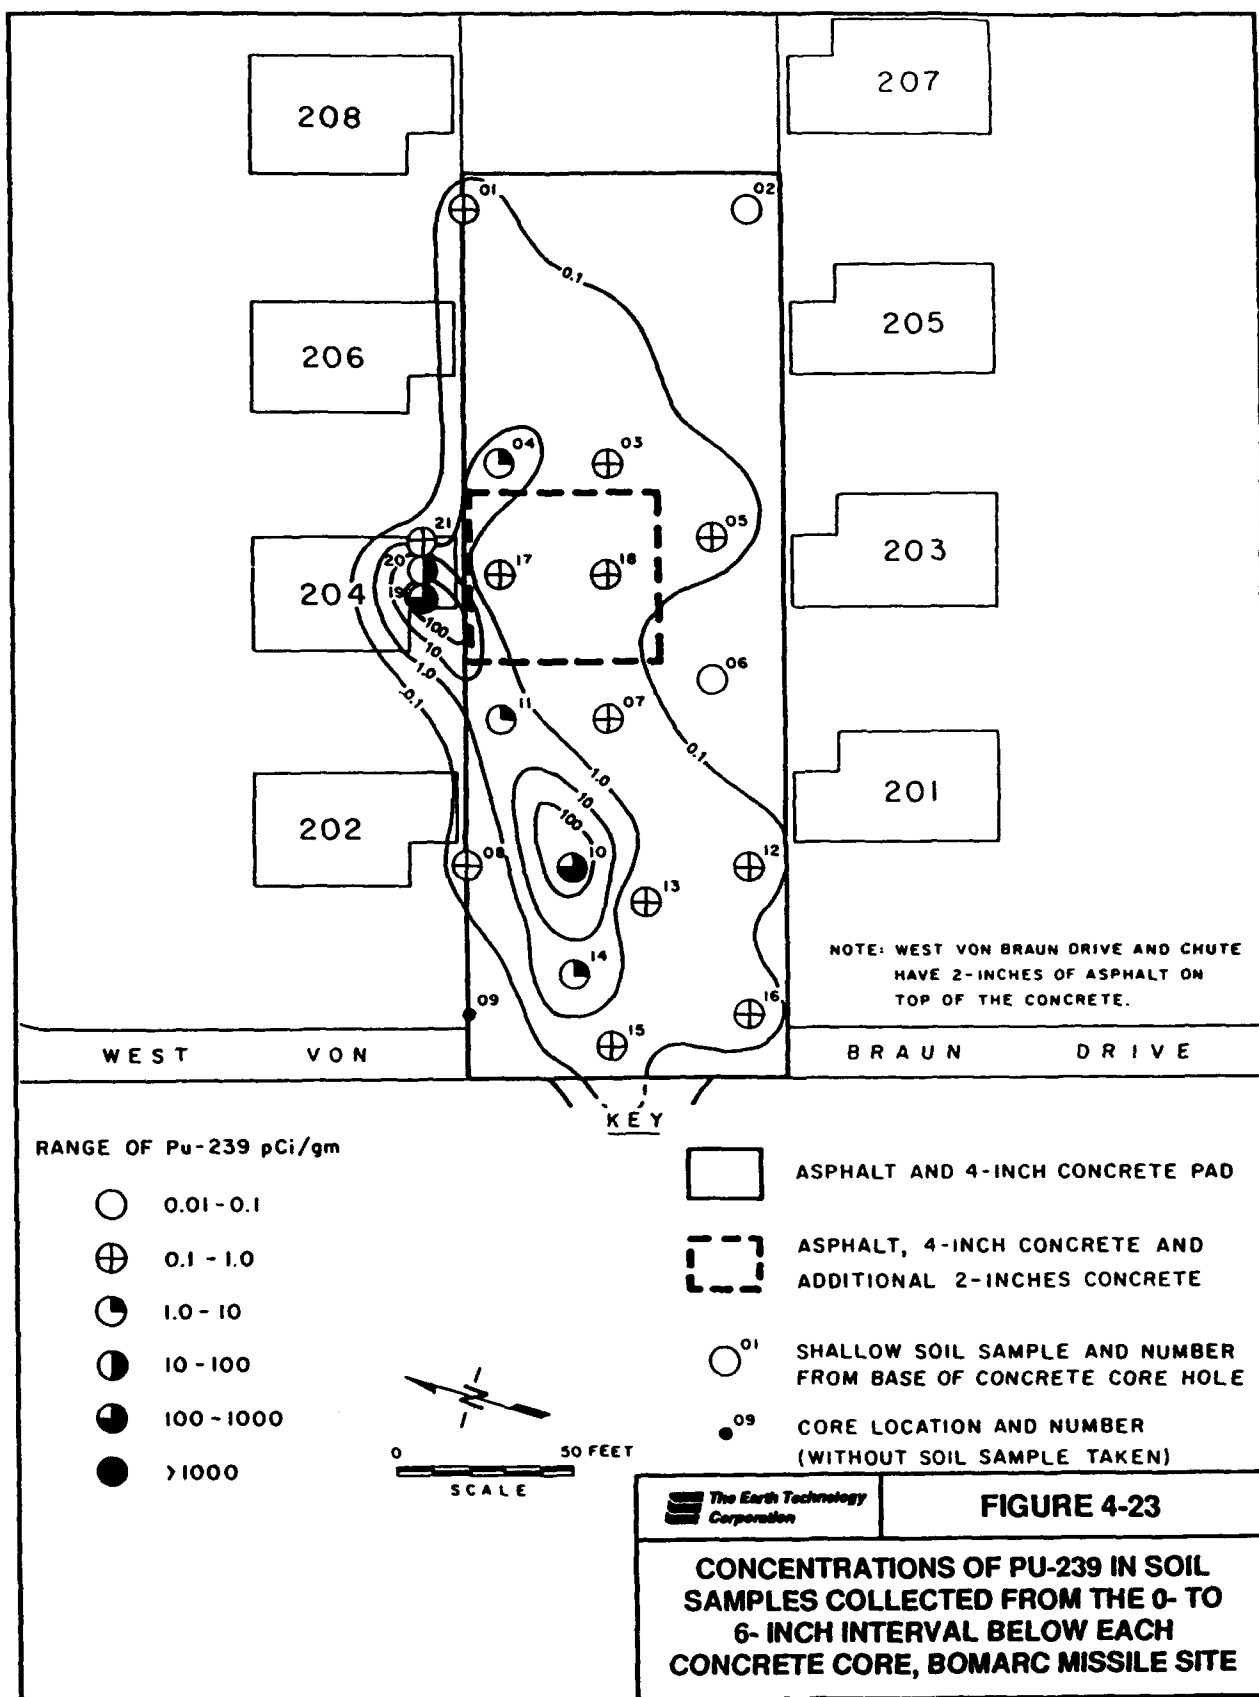 208
207
01
02
0.1
206
205
04
03
05
21
20
17
18
204
203
19
100
10
1.0
0.1
06
11
07
0.1
1.0
10
100
202
201
08
10
12
13
14
NOTE: WEST VON BRAUN DRIVE AND CHUTE
HAVE 2-INCHES OF ASPHALT ON
TOP OF THE CONCRETE.
09
16
15
WEST VON BRAUN DRIVE
KEY
RANGE OF Pu-239 pCi/gm
0.01-0.1
0.1 - 1.0
1.0 - 10
10 - 100
100 - 1000
>1000
N
0 50 FEET
SCALE
ASPHALT AND 4-INCH CONCRETE PAD
ASPHALT, 4-INCH CONCRETE AND
ADDITIONAL 2-INCHES CONCRETE
01
SHALLOW SOIL SAMPLE AND NUMBER
FROM BASE OF CONCRETE CORE HOLE
09
CORE LOCATION AND NUMBER
(WITHOUT SOIL SAMPLE TAKEN)
The Earth Technology
Corporation
FIGURE 4-23
CONCENTRATIONS OF PU-239 IN SOIL
SAMPLES COLLECTED FROM THE 0- TO
6- INCH INTERVAL BELOW EACH
CONCRETE CORE, BOMARC MISSILE SITE